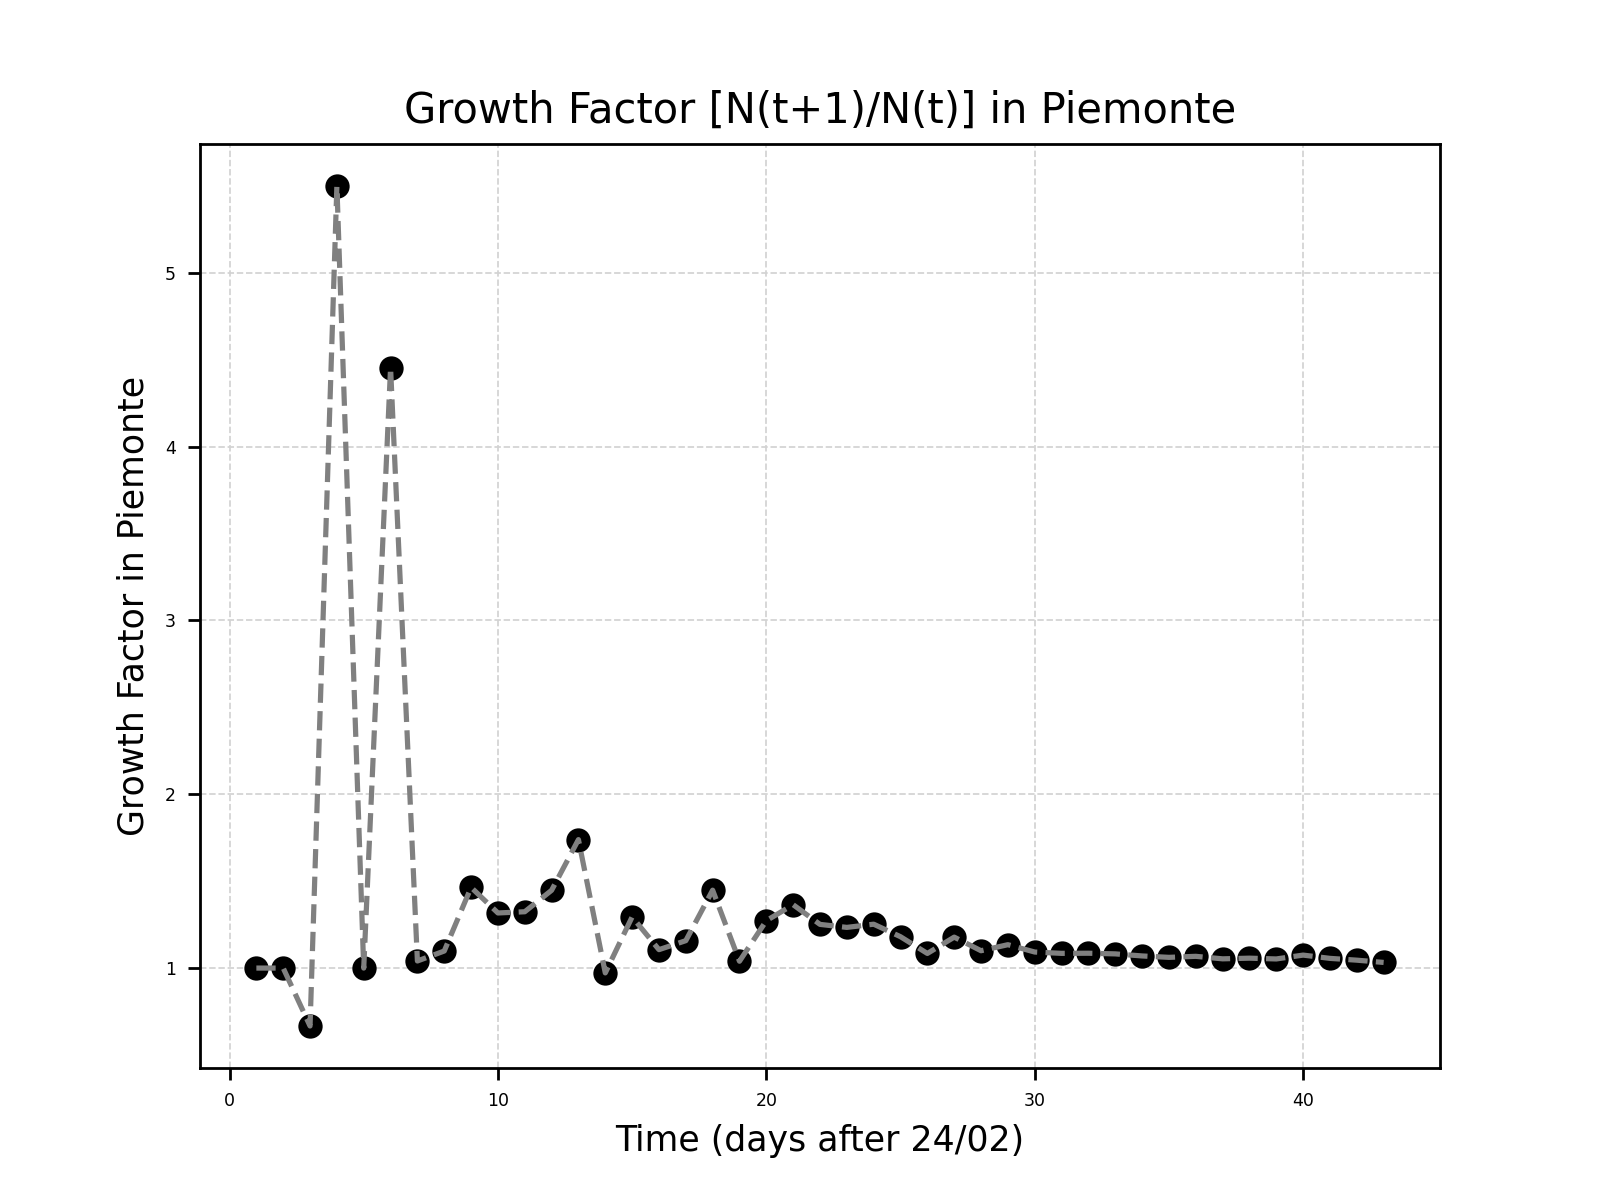 Growth Factor [N(t+1)/N(t)] in Piemonte
Growth Factor in Piemonte
5
4
3
2
1
0 10 20 30 40
Time (days after 24/02)